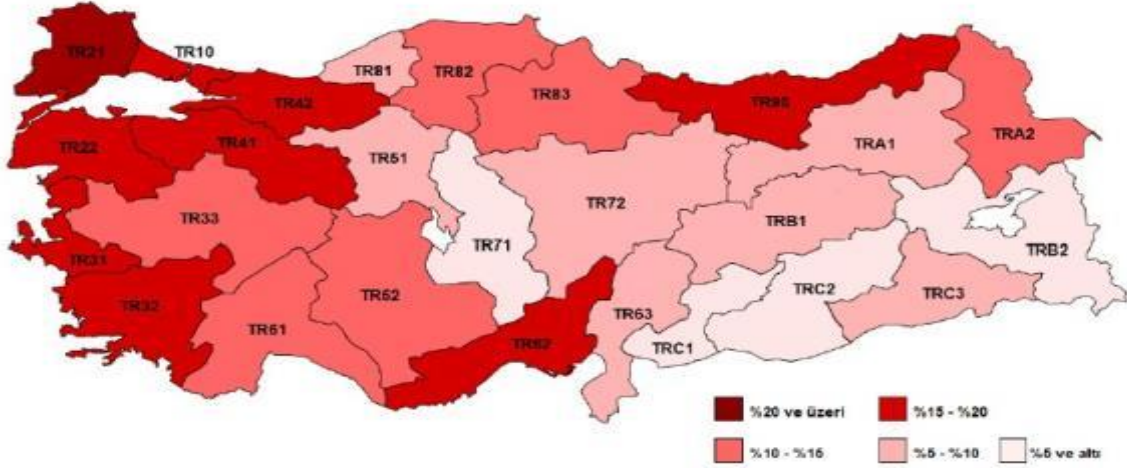 TR21
TR10
TR81
TR82
TR42
TR83
TR90
TR22
TR41
TRA2
TR51
TRA1
TR33
TR72
TRB1
TR71
TRB2
TR31
TRC2
TR32
TR52
TRC3
TR61
TR63
TR62
TRC1
%20 ve üzeri
%15 - %20
%10 - %15
%5 - %10
%5 ve altı